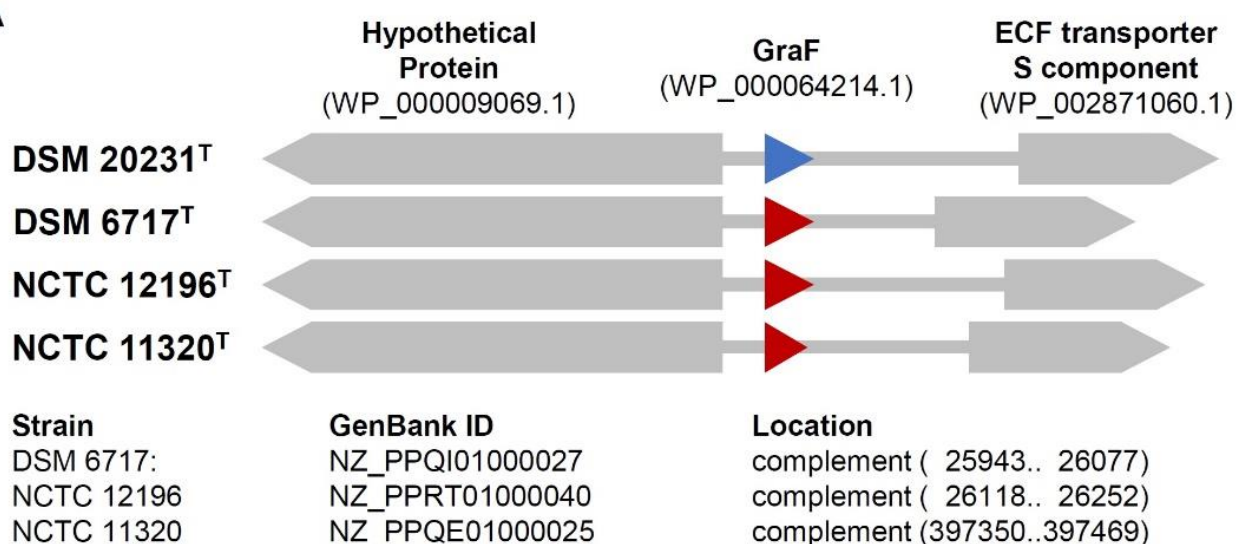 A
Hypothetical
Protein
(WP_000009069.1)
GraF
(WP_000064214.1)
ECF transporter
S component
(WP_002871060.1)
DSM 20231ᵀ
DSM 6717ᵀ
NCTC 12196ᵀ
NCTC 11320ᵀ
Strain GenBank ID Location
DSM 6717: NZ_PPQI01000027 complement ( 25943.. 26077)
NCTC 12196 NZ_PPRT01000040 complement ( 26118.. 26252)
NCTC 11320 NZ_PPQE01000025 complement (397350..397469)